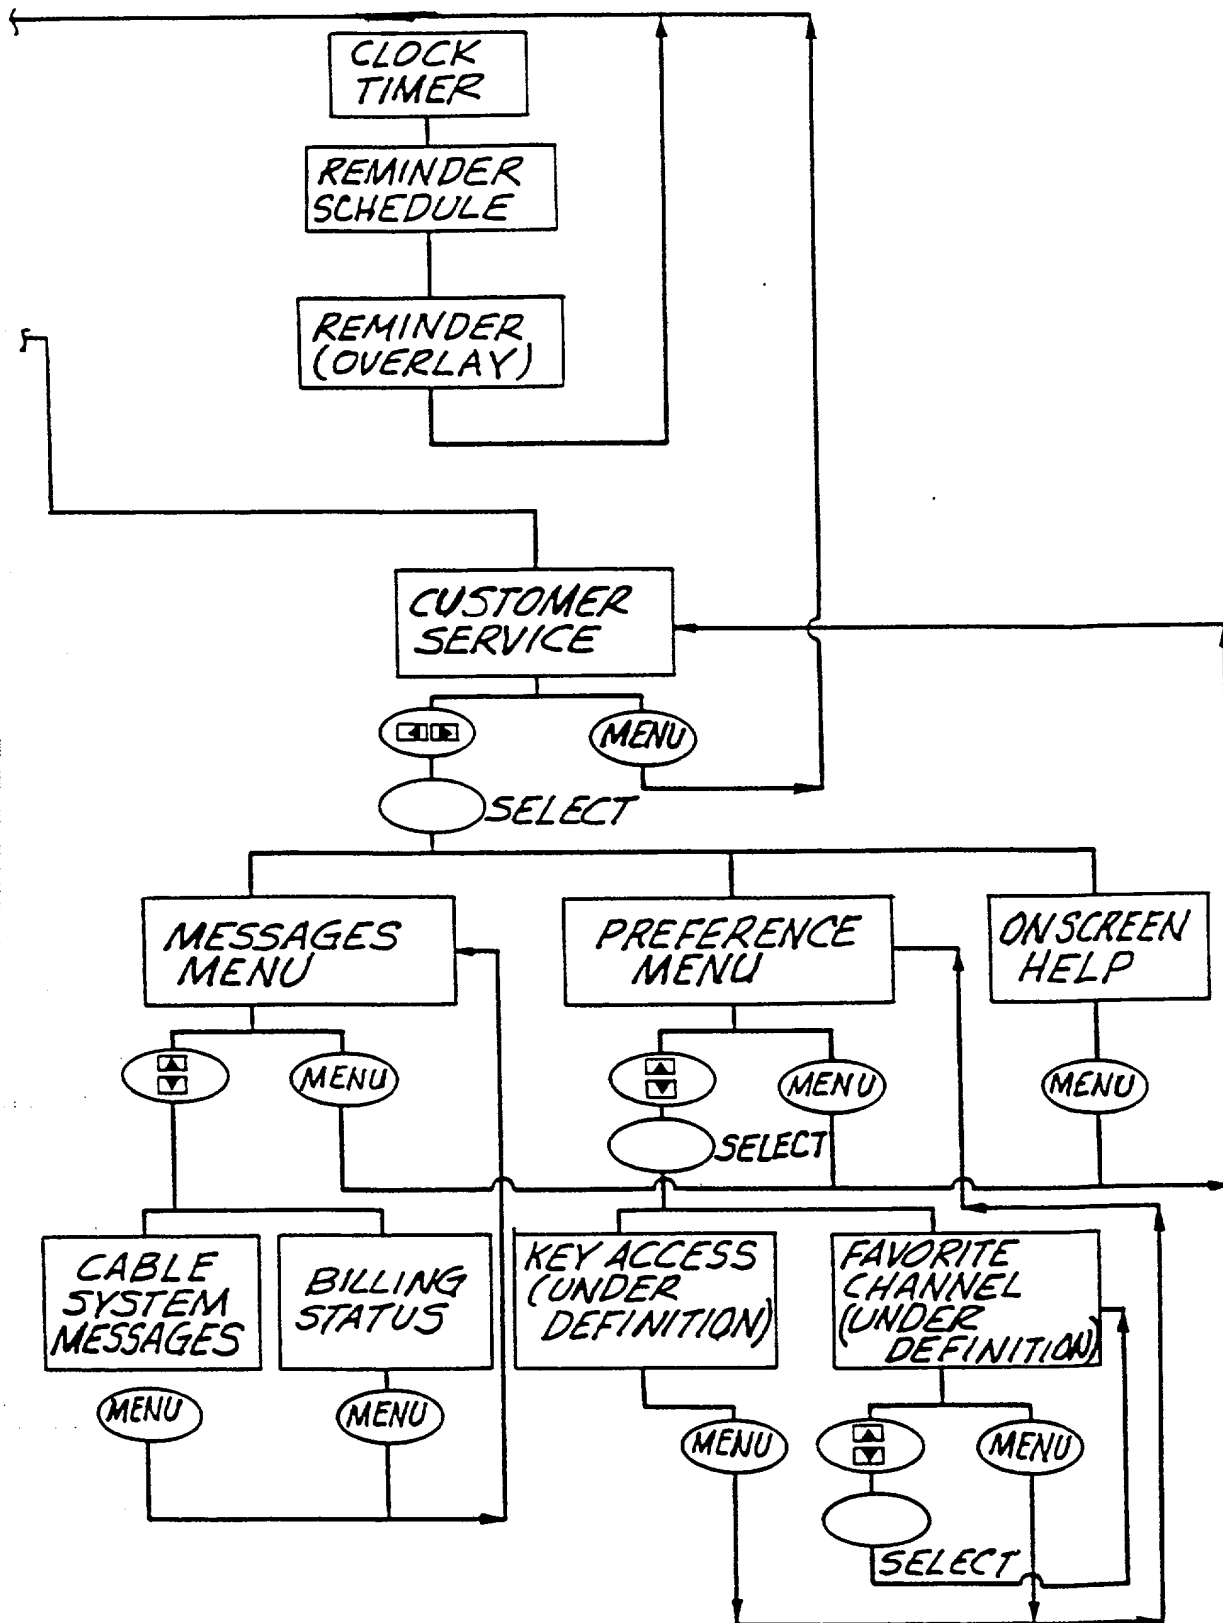 CLOCK
TIMER
REMINDER
SCHEDULE
REMINDER
(OVERLAY)
CUSTOMER
SERVICE
MENU
SELECT
MESSAGES
MENU
PREFERENCE
MENU
ONSCREEN
HELP
MENU
MENU
MENU
SELECT
CABLE
SYSTEM
MESSAGES
BILLING
STATUS
KEY ACCESS
(UNDER
DEFINITION)
FAVORITE
CHANNEL
(UNDER
DEFINITION)
MENU
MENU
MENU
MENU
SELECT